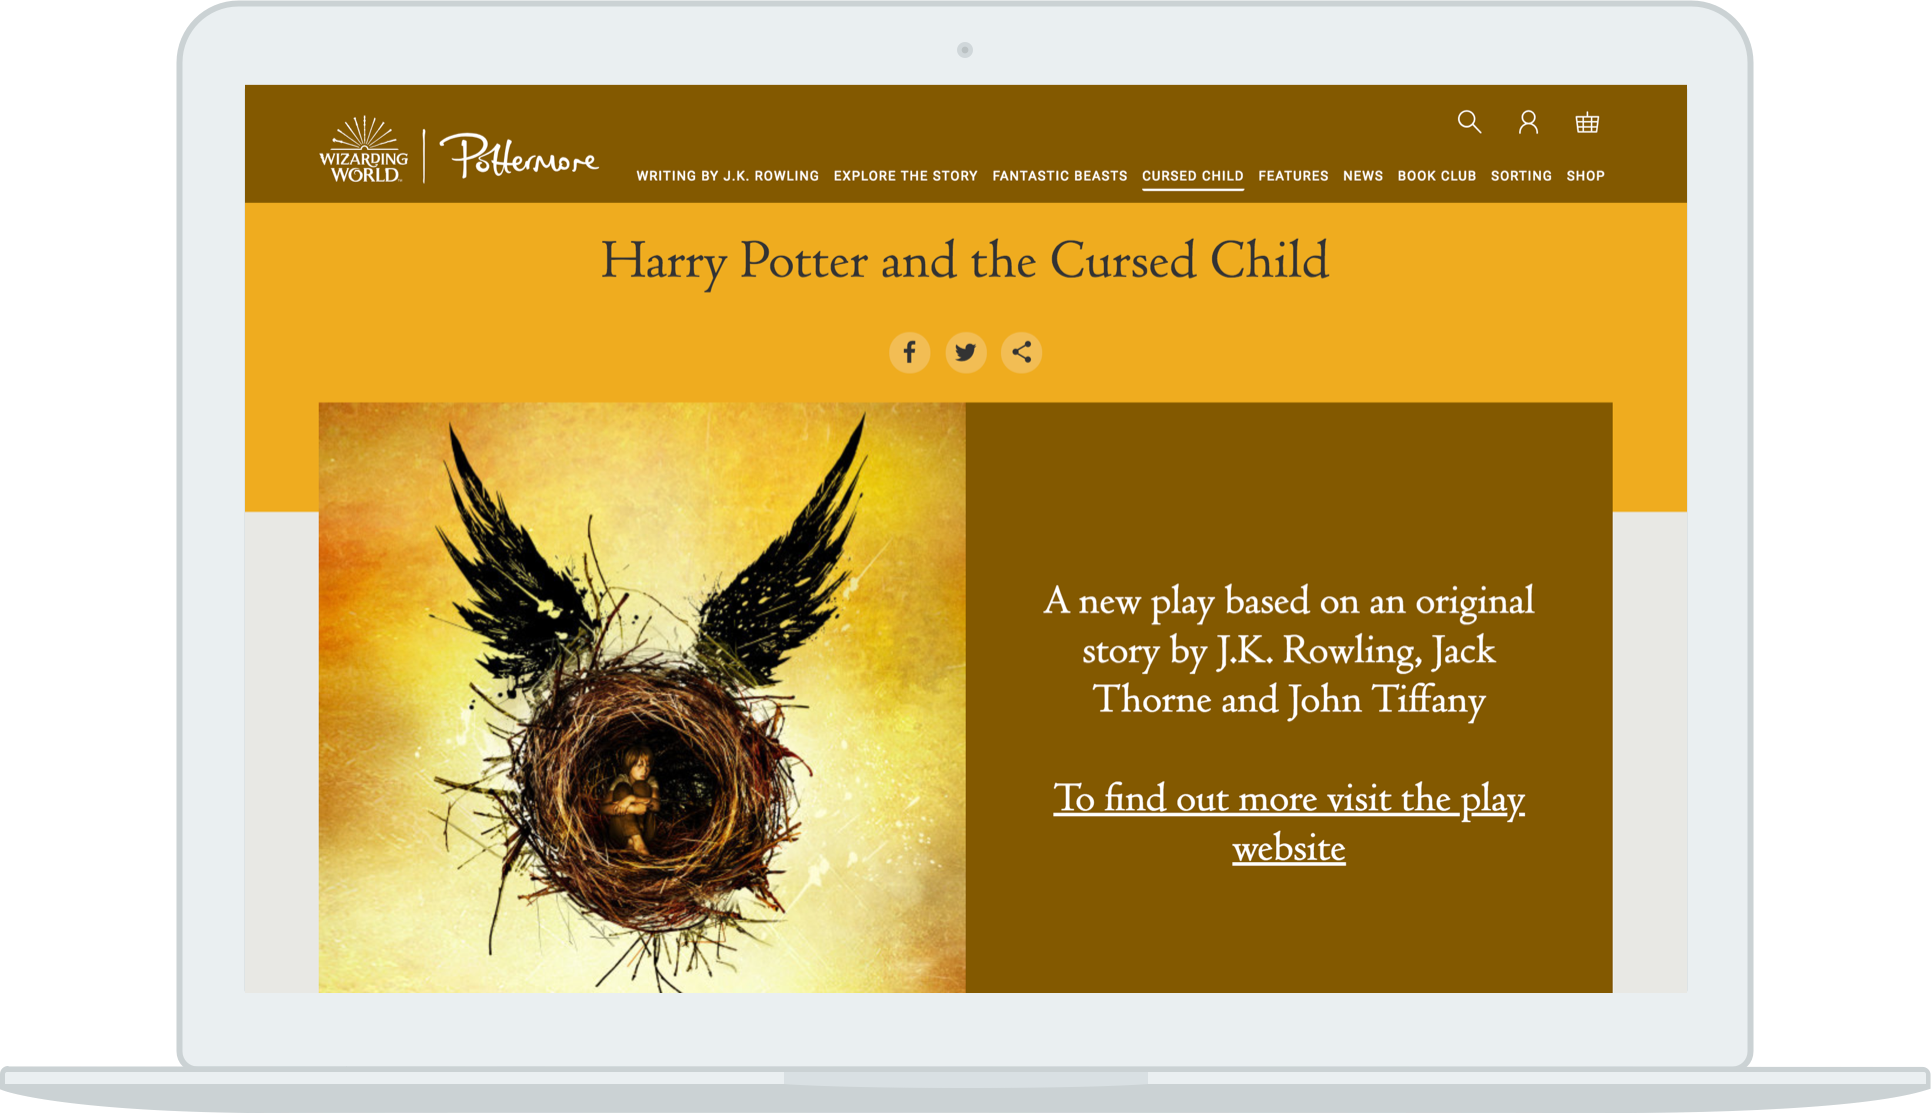 WIZARDING
WORLD
Pottermore
WRITING BY J.K. ROWLING EXPLORE THE STORY FANTASTIC BEASTS CURSED CHILD FEATURES NEWS BOOK CLUB SORTING SHOP
Harry Potter and the Cursed Child
A new play based on an original
story by J.K. Rowling, Jack
Thorne and John Tiffany
To find out more visit the play
website